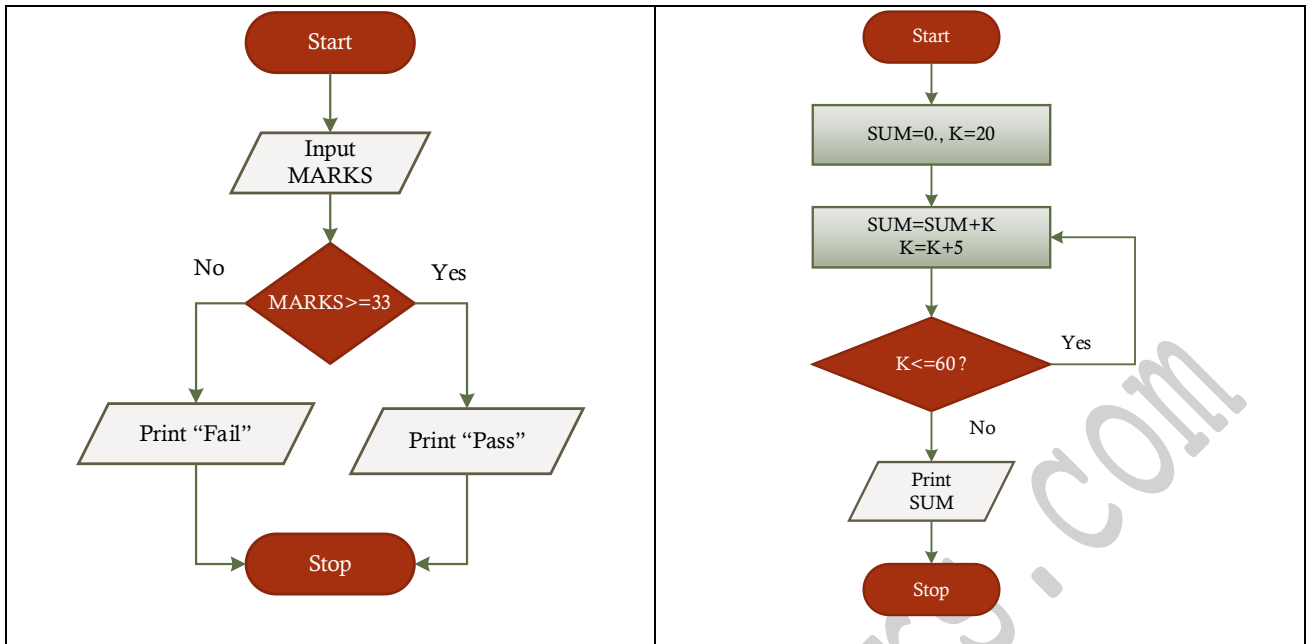 Start
Input
MARKS
No
Yes
MARKS>=33
Print “Fail”
Print “Pass”
Stop
Start
SUM=0., K=20
SUM=SUM+K
K=K+5
K<=60?
Yes
No
Print
SUM
Stop
.com